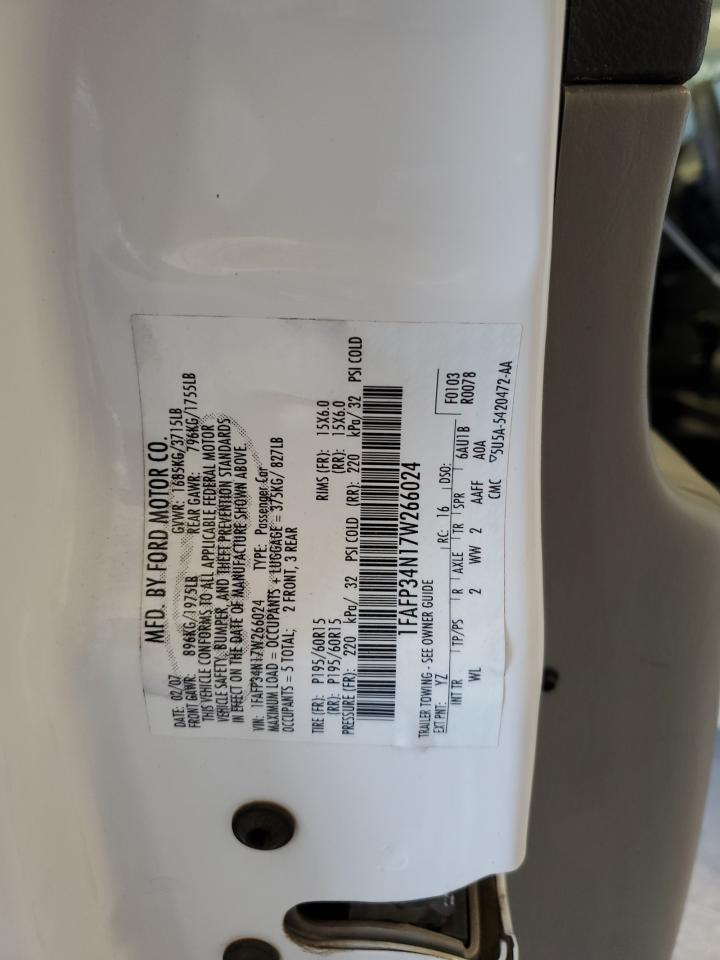 MFD. BY FORD MOTOR CO.
DATE: 02/07 GVWR: 1685KG/3715LB
FRONT GAWR: 896KG/1975LB REAR GAWR: 796KG/1755LB
THIS VEHICLE CONFORMS TO ALL APPLICABLE FEDERAL MOTOR
VEHICLE SAFETY, BUMPER, AND THEFT PREVENTION STANDARDS
IN EFFECT ON THE DATE OF MANUFACTURE SHOWN ABOVE
VIN: 1FAFP34N17W266024 TYPE: Passenger Car
MAXIMUM LOAD = OCCUPANTS + LUGGAGE = 375KG/ 827LB
OCCUPANTS = 5 TOTAL; 2 FRONT, 3 REAR
TIRE (FR): P195/60R15 RIMS (FR): 15X6.0
(RR): P195/60R15 (RR): 15X6.0
PRESSURE (FR): 220 kPa/ 32 PSI COLD (RR): 220 kPa/ 32 PSI COLD
1FAFP34N17W266024
TRAILER TOWING - SEE OWNER GUIDE F0103
EXT PNT: YZ RC: 16 DSO: R0078
INT TR TP/PS R AXLE TR SPR 6AU1B
WL 2 WW 2 AAFF A0A
CMC ▽5U5A-5420472-AA